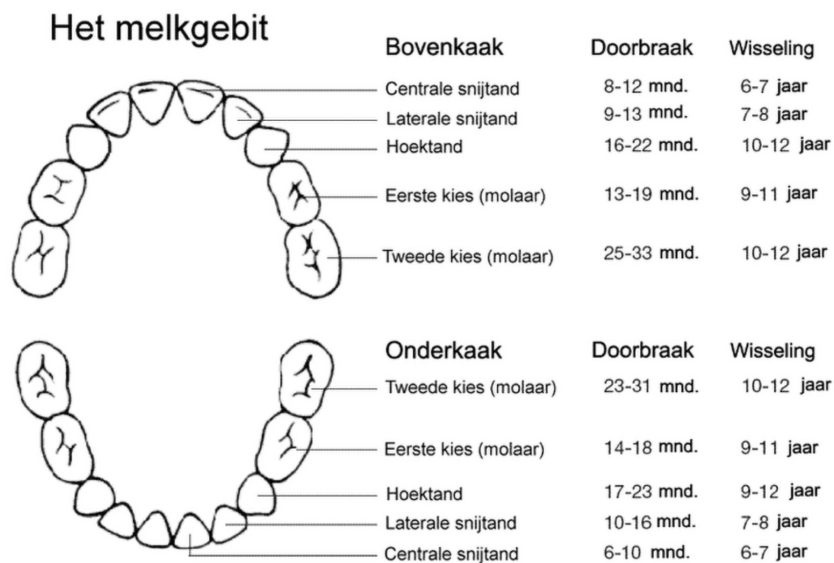 Het melkgebit
Bovenkaak Doorbraak Wisseling
Centrale snijtand 8-12 mnd. 6-7 jaar
Laterale snijtand 9-13 mnd. 7-8 jaar
Hoektand 16-22 mnd. 10-12 jaar
Eerste kies (molaar) 13-19 mnd. 9-11 jaar
Tweede kies (molaar) 25-33 mnd. 10-12 jaar
Onderkaak Doorbraak Wisseling
Tweede kies (molaar) 23-31 mnd. 10-12 jaar
Eerste kies (molaar) 14-18 mnd. 9-11 jaar
Hoektand 17-23 mnd. 9-12 jaar
Laterale snijtand 10-16 mnd. 7-8 jaar
Centrale snijtand 6-10 mnd. 6-7 jaar